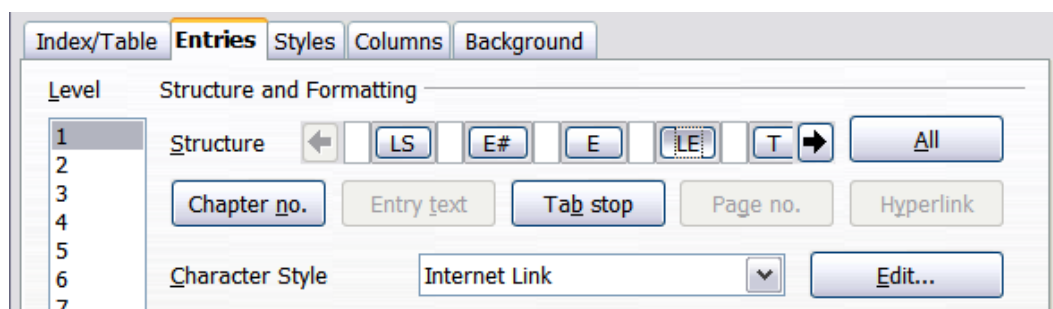 Index/Table Entries Styles Columns Background
Level Structure and Formatting
1 Structure LS E# E LE T All
2
3 Chapter no. Entry text Tab stop Page no. Hyperlink
4
5
6 Character Style Internet Link Edit...
7